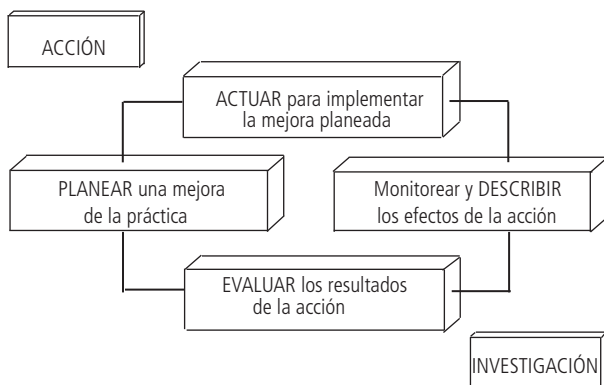 ACCIÓN
ACTUAR para implementar
la mejora planeada
PLANEAR una mejora
de la práctica
Monitorear y DESCRIBIR
los efectos de la acción
EVALUAR los resultados
de la acción
INVESTIGACIÓN